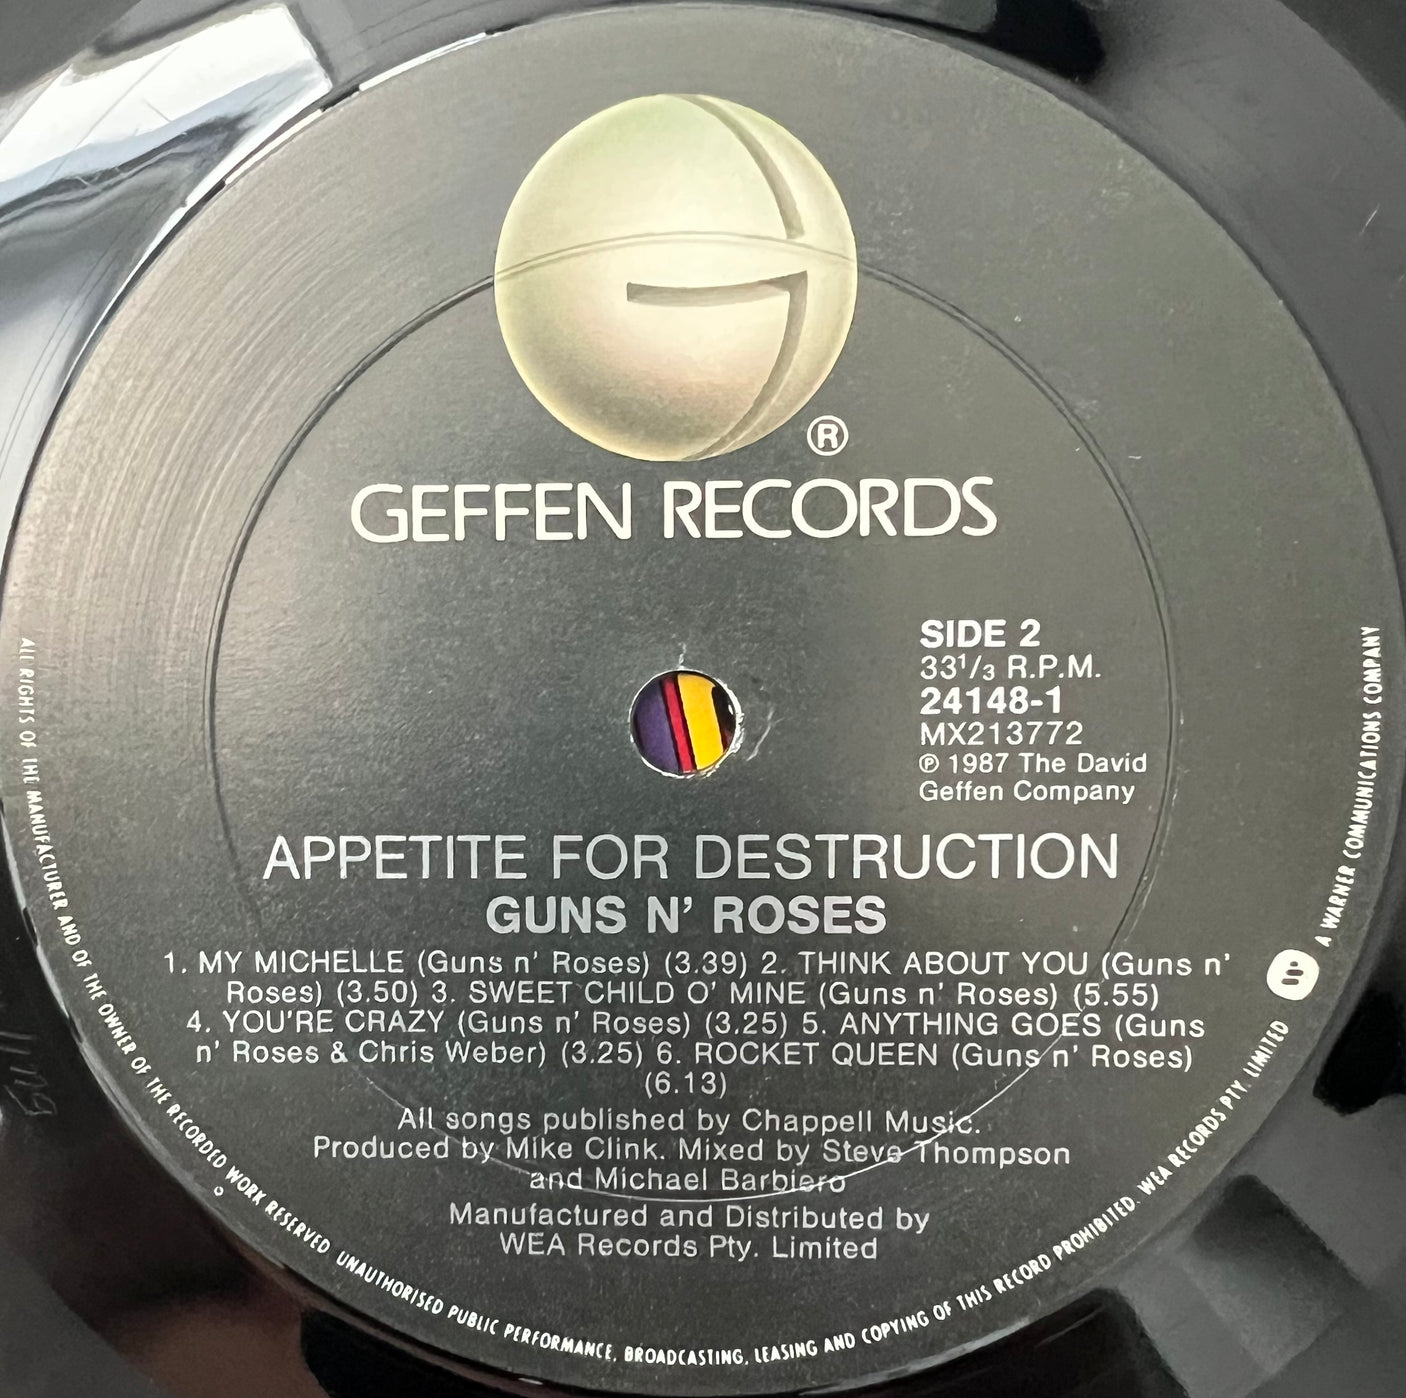 ®
GEFFEN RECORDS
SIDE 2
33¹/₃ R.P.M.
24148-1
MX213772
℗ 1987 The David
Geffen Company
APPETITE FOR DESTRUCTION
GUNS N' ROSES
1. MY MICHELLE (Guns n' Roses) (3.39) 2. THINK ABOUT YOU (Guns n'
Roses) (3.50) 3. SWEET CHILD O' MINE (Guns n' Roses) (5.55)
4. YOU'RE CRAZY (Guns n' Roses) (3.25) 5. ANYTHING GOES (Guns
n' Roses & Chris Weber) (3.25) 6. ROCKET QUEEN (Guns n' Roses)
(6.13)
All songs published by Chappell Music.
Produced by Mike Clink. Mixed by Steve Thompson
and Michael Barbiero
Manufactured and Distributed by
WEA Records Pty. Limited
ALL RIGHTS OF THE MANUFACTURER AND OF THE OWNER OF THE RECORDED WORK RESERVED UNAUTHORISED PUBLIC PERFORMANCE, BROADCASTING, LEASING AND COPYING OF THIS RECORD PROHIBITED. WEA RECORDS PTY. LIMITED A WARNER COMMUNICATIONS COMPANY